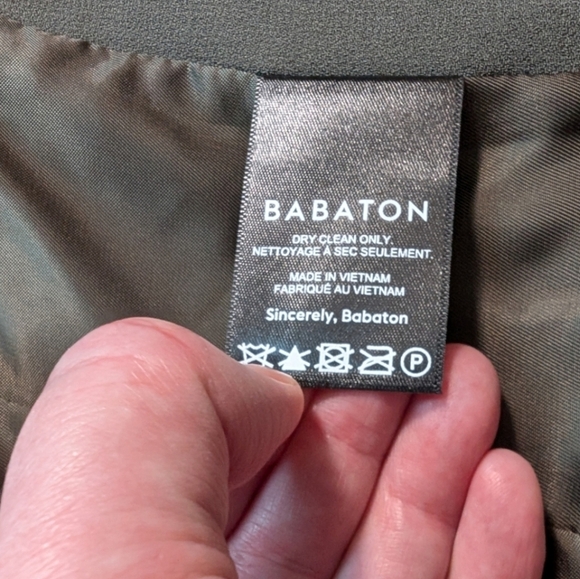 BABATON
DRY CLEAN ONLY.
NETTOYAGE À SEC SEULEMENT.
MADE IN VIETNAM
FABRIQUÉ AU VIETNAM
Sincerely, Babaton
P